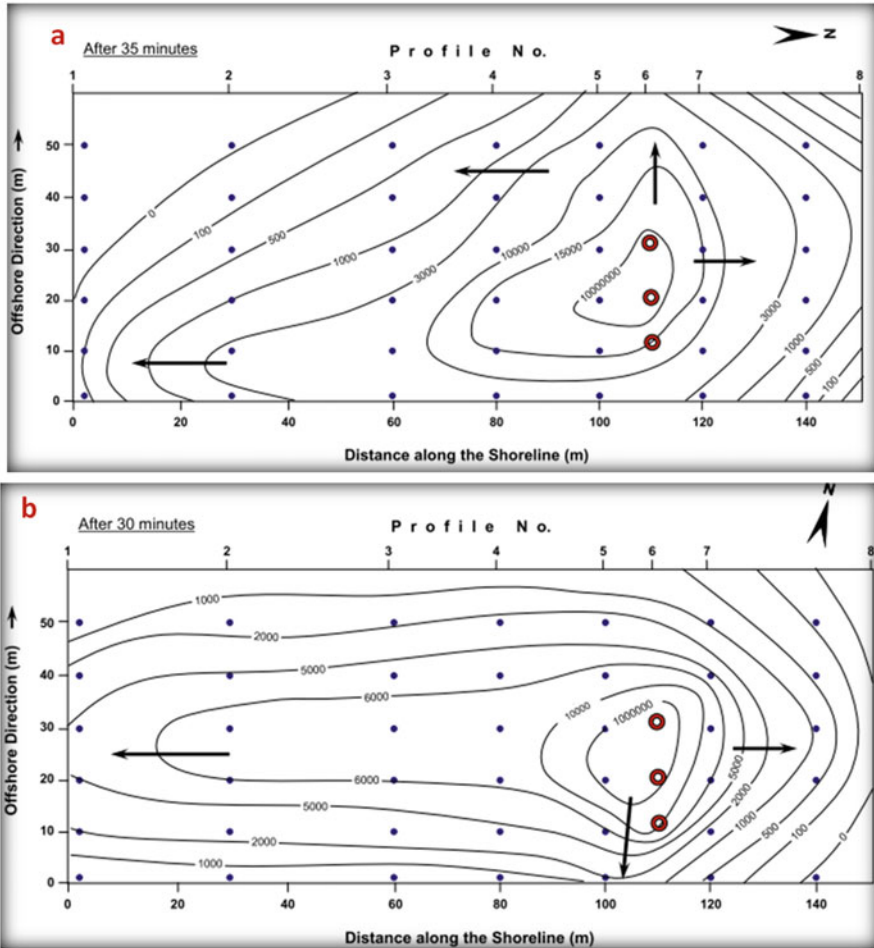 a
After 35 minutes
Profile No.
N
1 2 3 4 5 6 7 8
Offshore Direction (m)
50
40
30
20
10
0
0
100
500
1000
3000
10000
15000
10000000
3000
1000
500
100
0 20 40 60 80 100 120 140
Distance along the Shoreline (m)
b
After 30 minutes
Profile No.
N
1 2 3 4 5 6 7 8
Offshore Direction (m)
50
40
30
20
10
0
1000
2000
5000
6000
10000
1000000
6000
5000
2000
1000
5000
2000
1000
500
100
0
0 20 40 60 80 100 120 140
Distance along the Shoreline (m)